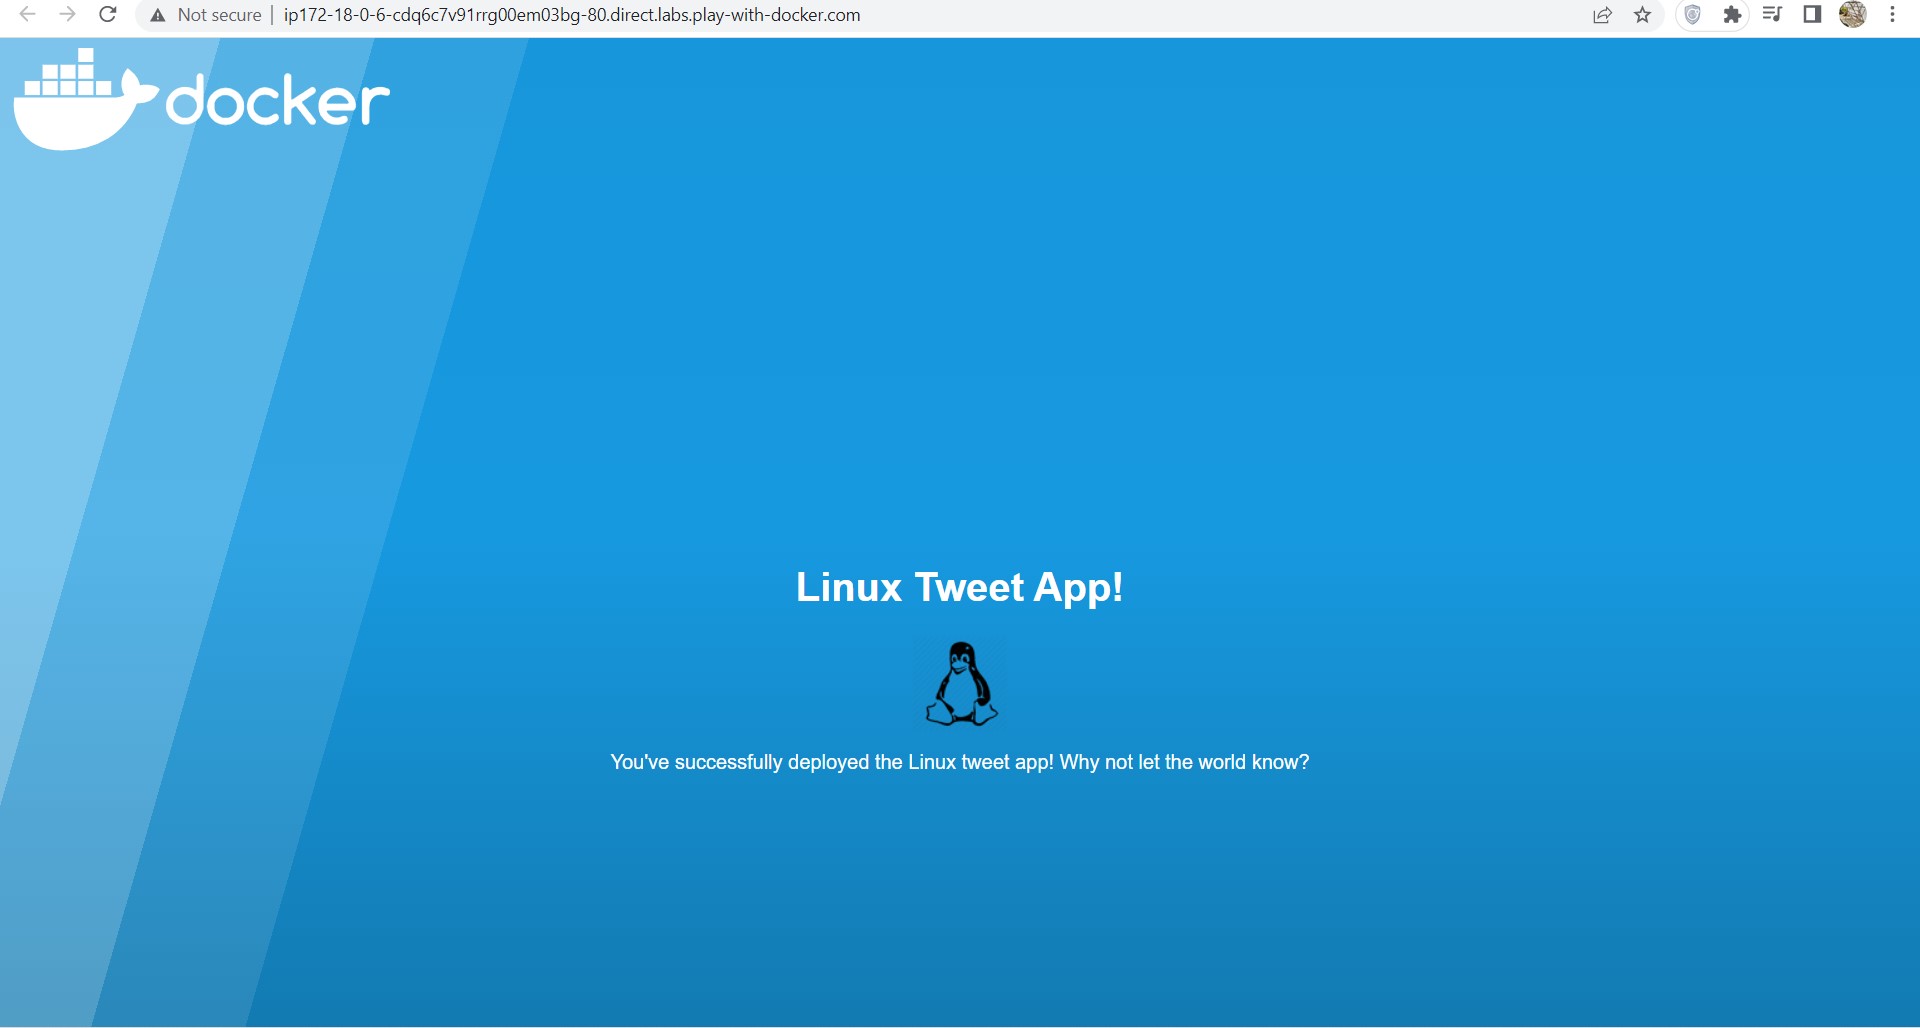 Not secure | ip172-18-0-6-cdq6c7v91rrg00em03bg-80.direct.labs.play-with-docker.com
docker
Linux Tweet App!
You've successfully deployed the Linux tweet app! Why not let the world know?